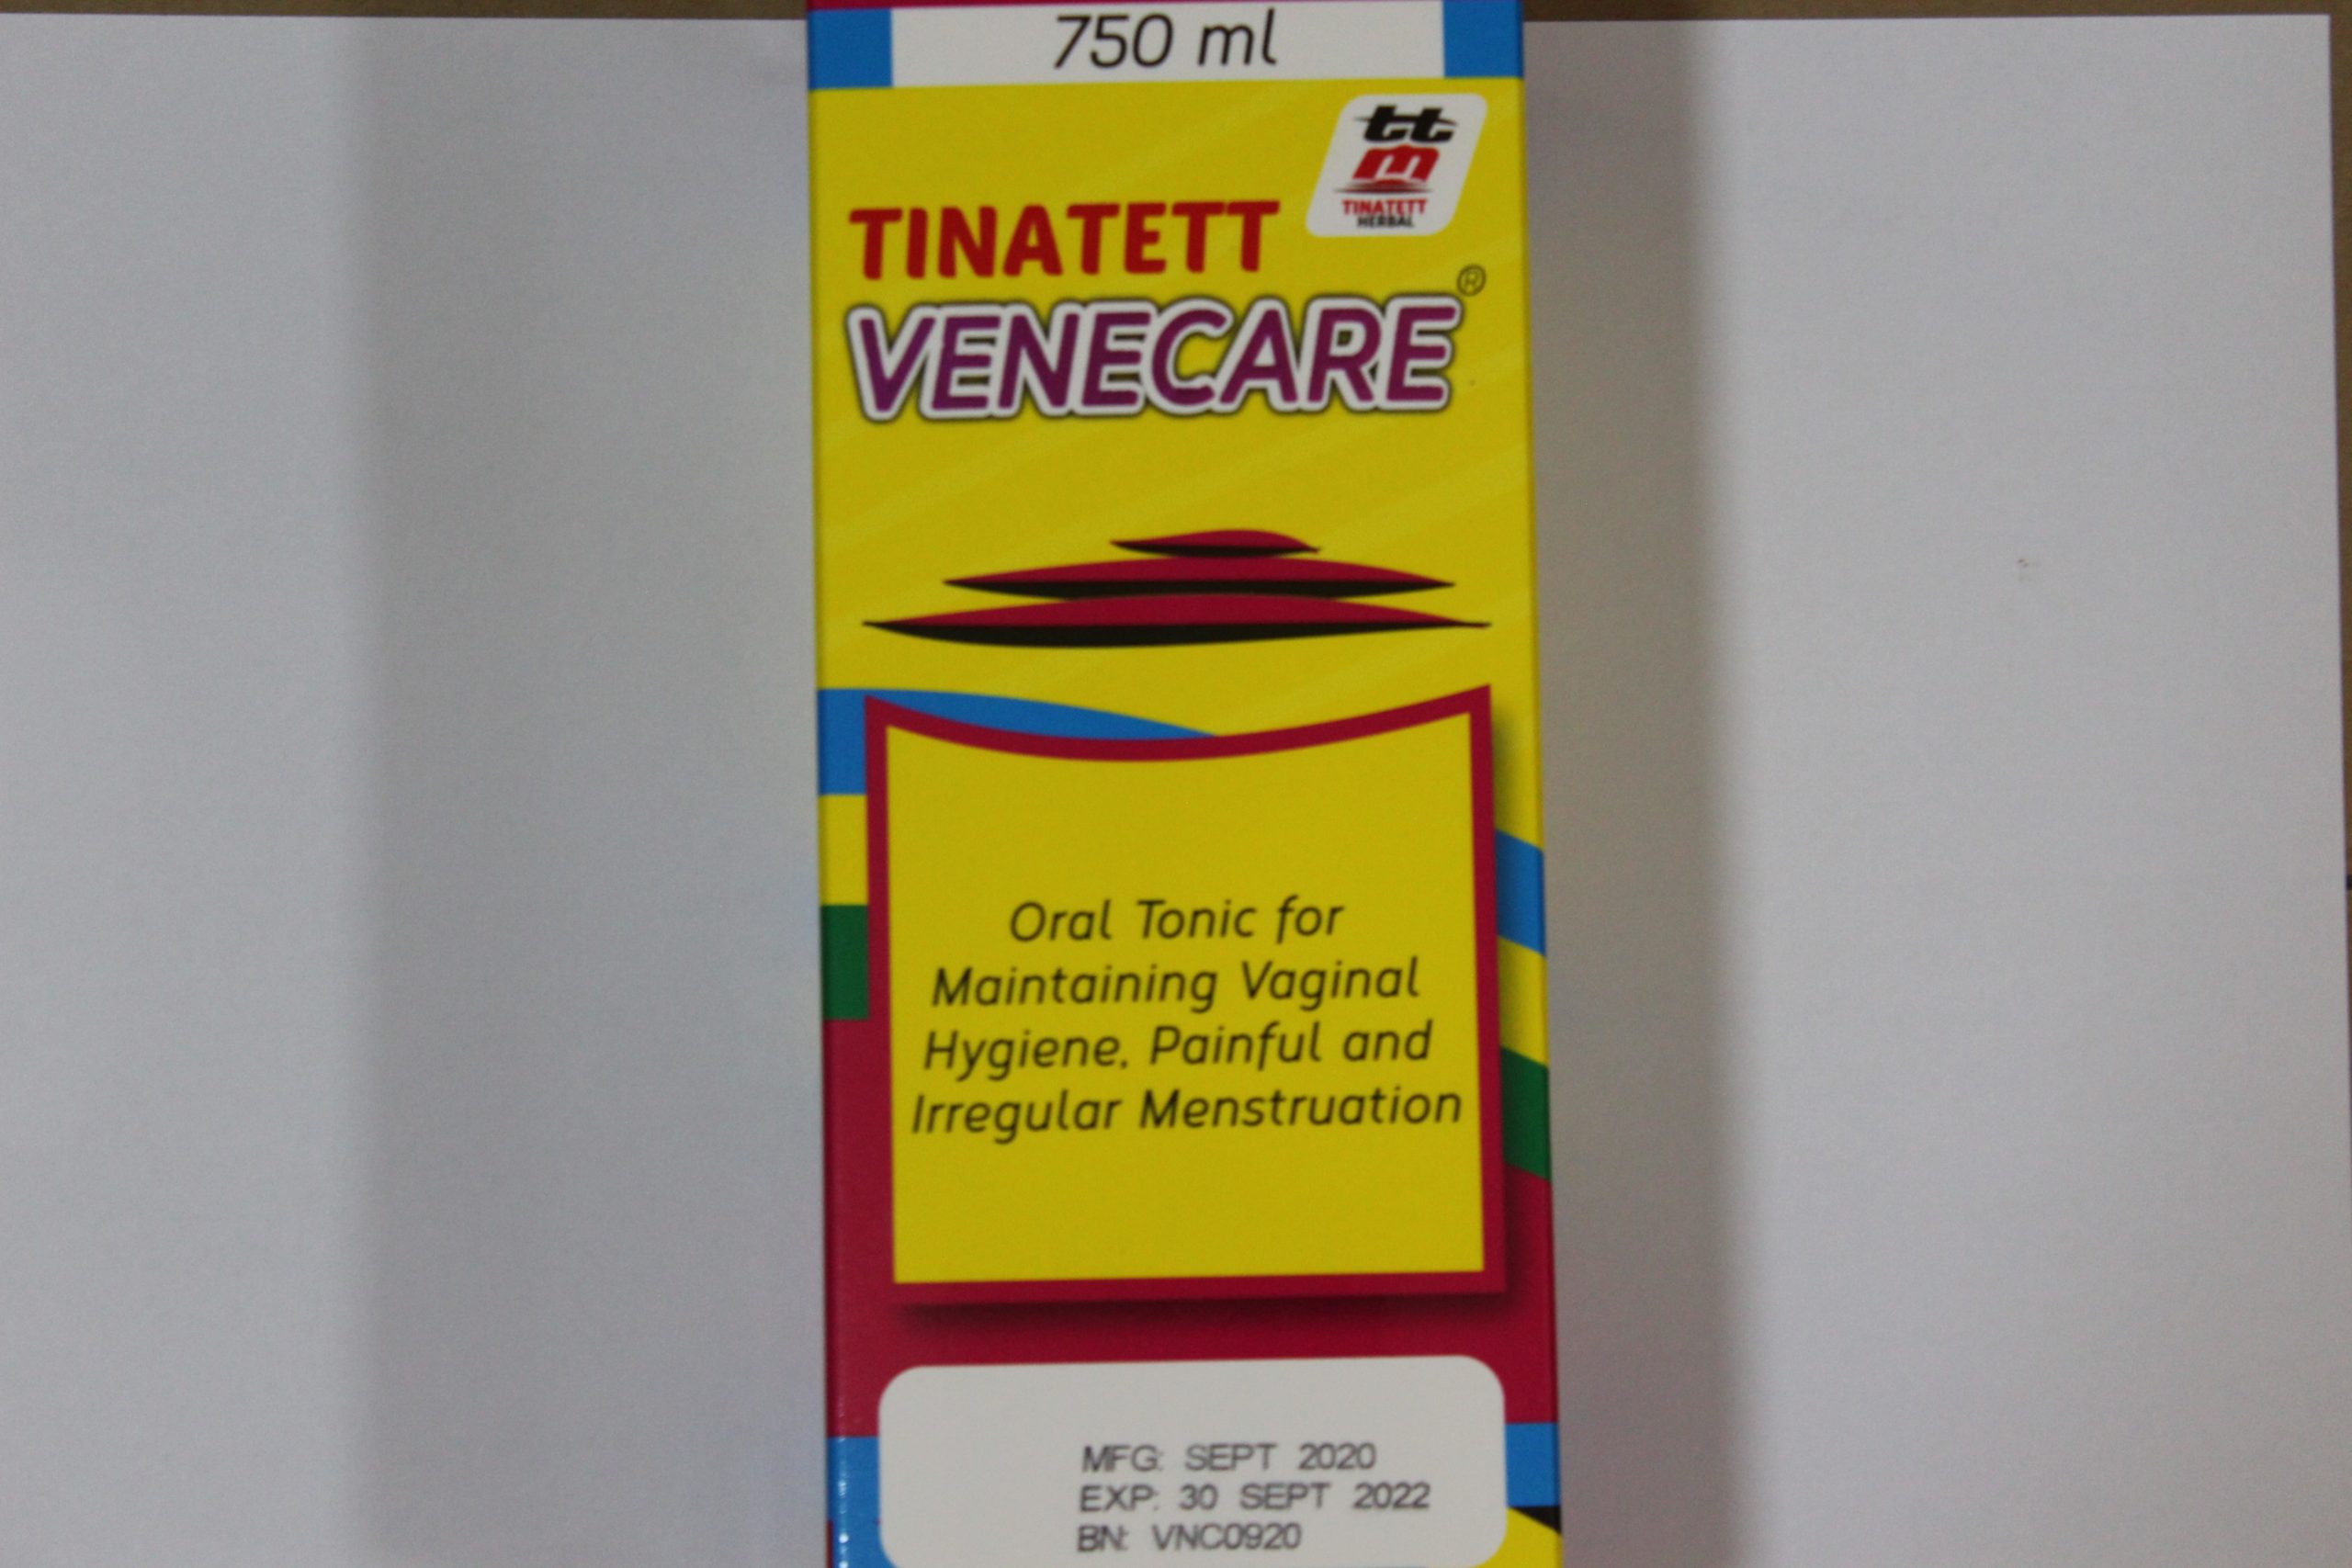 750 ml
ttm
TINATETT
HERBAL
TINATETT
VENECARE®
Oral Tonic for
Maintaining Vaginal
Hygiene, Painful and
Irregular Menstruation
MFG: SEPT 2020
EXP: 30 SEPT 2022
BN: VNC0920